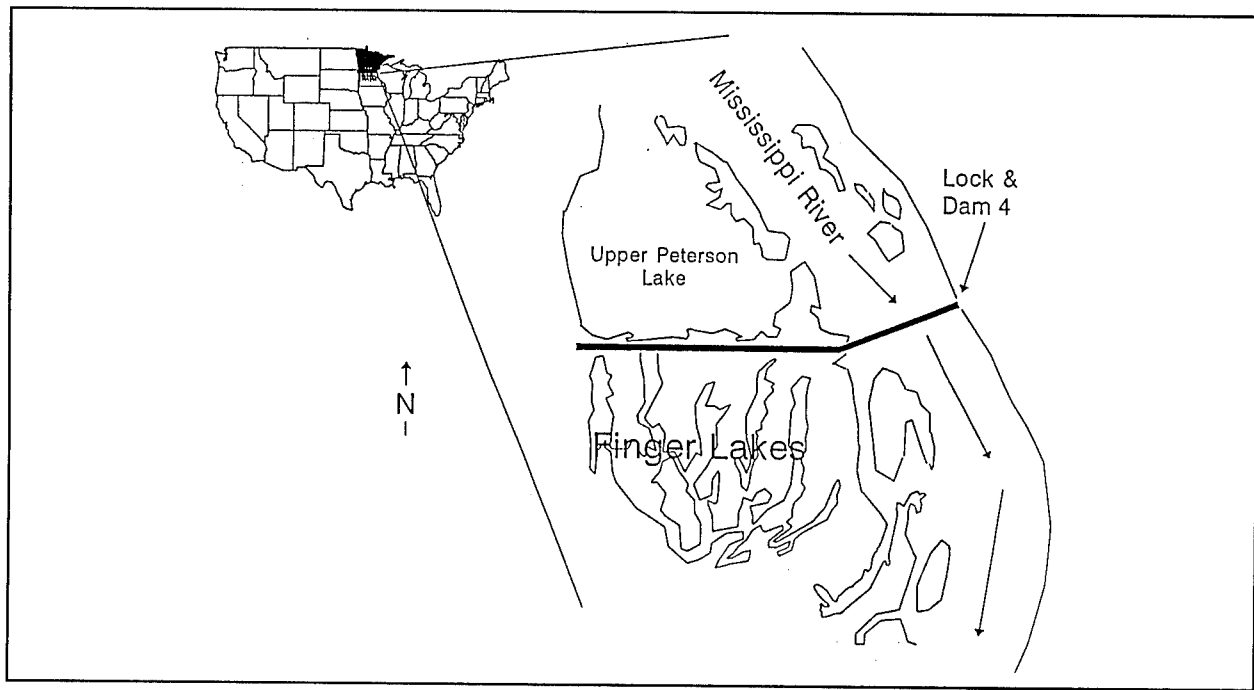 Mississippi River
Lock &
Dam 4
Upper Peterson
Lake
N
Finger Lakes